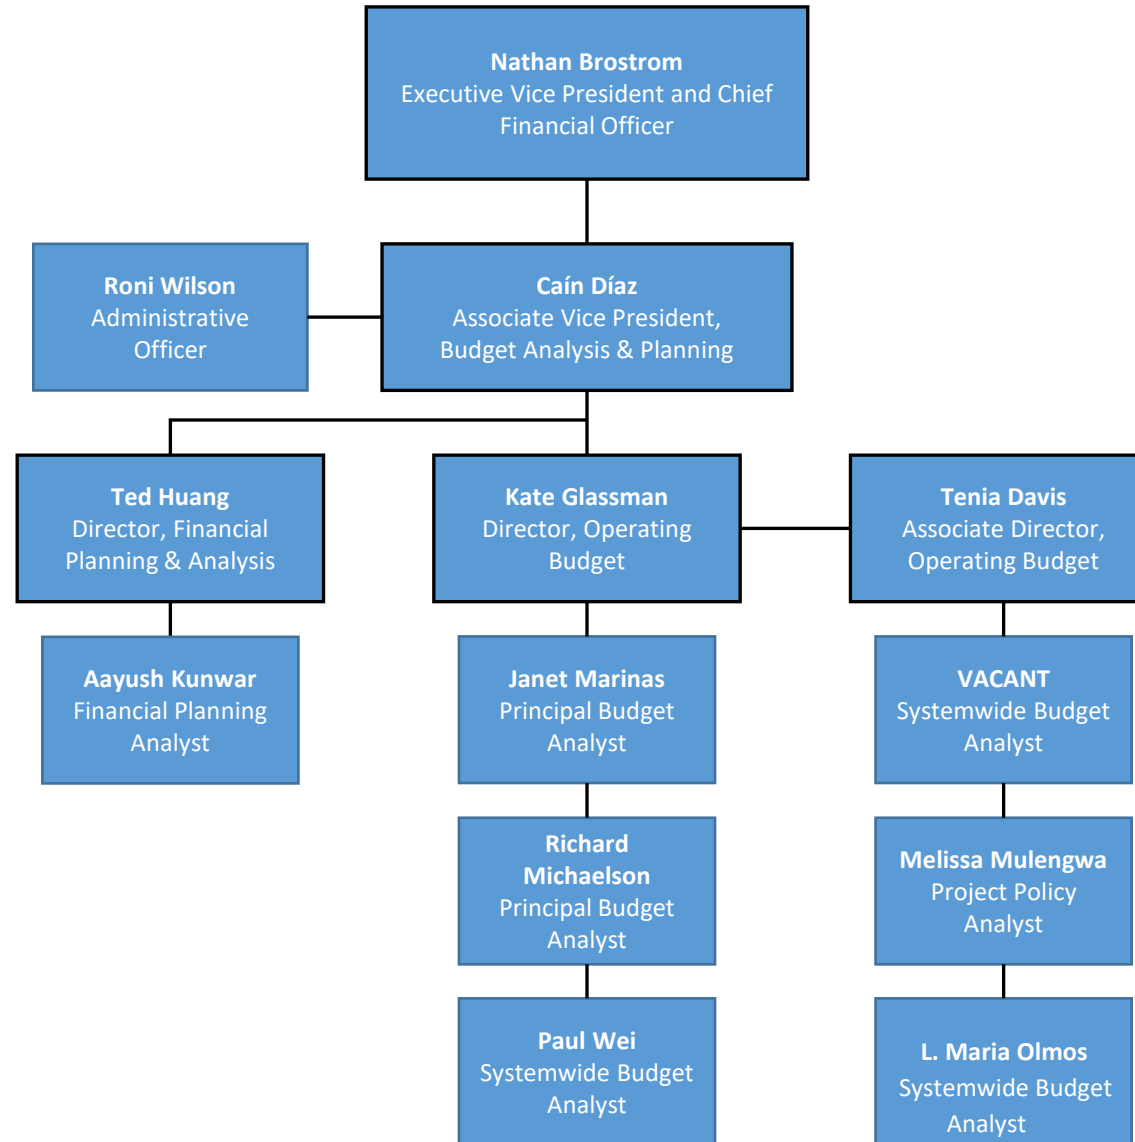 Nathan Brostrom
Executive Vice President and Chief
Financial Officer
Roni Wilson
Administrative
Officer
Caín Díaz
Associate Vice President,
Budget Analysis & Planning
Ted Huang
Director, Financial
Planning & Analysis
Kate Glassman
Director, Operating
Budget
Tenia Davis
Associate Director,
Operating Budget
Aayush Kunwar
Financial Planning
Analyst
Janet Marinas
Principal Budget
Analyst
VACANT
Systemwide Budget
Analyst
Richard
Michaelson
Principal Budget
Analyst
Melissa Mulengwa
Project Policy
Analyst
Paul Wei
Systemwide Budget
Analyst
L. Maria Olmos
Systemwide Budget
Analyst